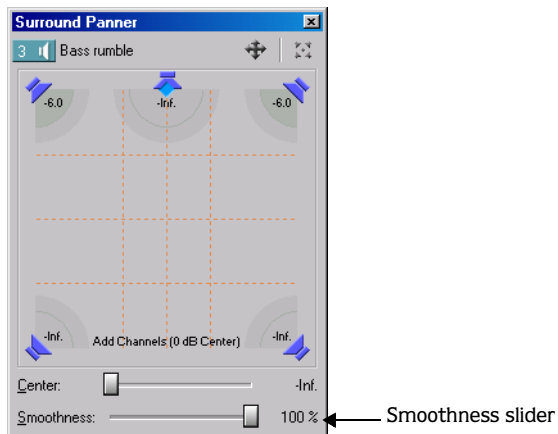 Surround Panner
3 Bass rumble
-6.0 -Inf. -6.0
-Inf. Add Channels (0 dB Center) -Inf.
Center: -Inf.
Smoothness: 100 % Smoothness slider